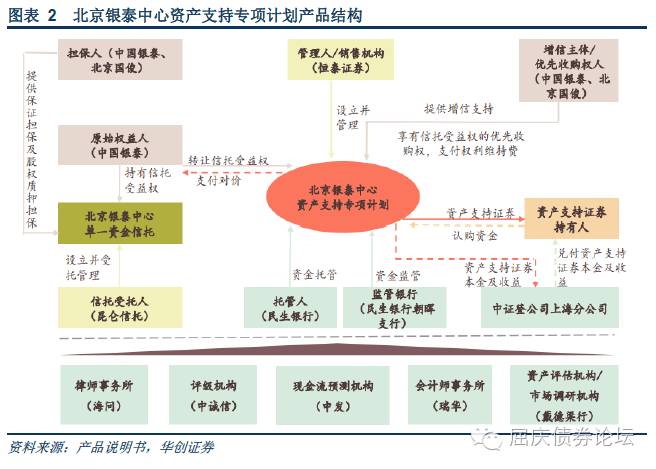 图表 2 北京银泰中心资产支持专项计划产品结构
担保人（中国银泰、
北京国俊）
管理人/销售机构
（恒泰证券）
增信主体/
优先收购权人
（中国银泰、北
京国俊）
提供保证担保及股权质押担保
设立并
管理
提供增信支持
享有信托受益权的优先收
购权，支付权利维持费
原始权益人
（中国银泰）
转让信托受益权
支付对价
持有信托
受益权
北京银泰中心
资产支持专项计划
北京银泰中心
单一资金信托
资产支持证券
认购资金
资产支持证券
持有人
设立并受
托管理
资金托管
资金监管
资产支持证券
本金及收益
兑付资产支持
证券本金及收
益
信托受托人
（昆仑信托）
托管人
（民生银行）
监管银行
（民生银行朝晖
支行）
中证登公司上海分公司
律师事务所
（海问）
评级机构
（中诚信）
现金流预测机构
（中发）
会计师事务所
（瑞华）
资产评估机构/
市场调研机构
（戴德梁行）
资料来源：产品说明书，华创证券
屈庆债券论坛